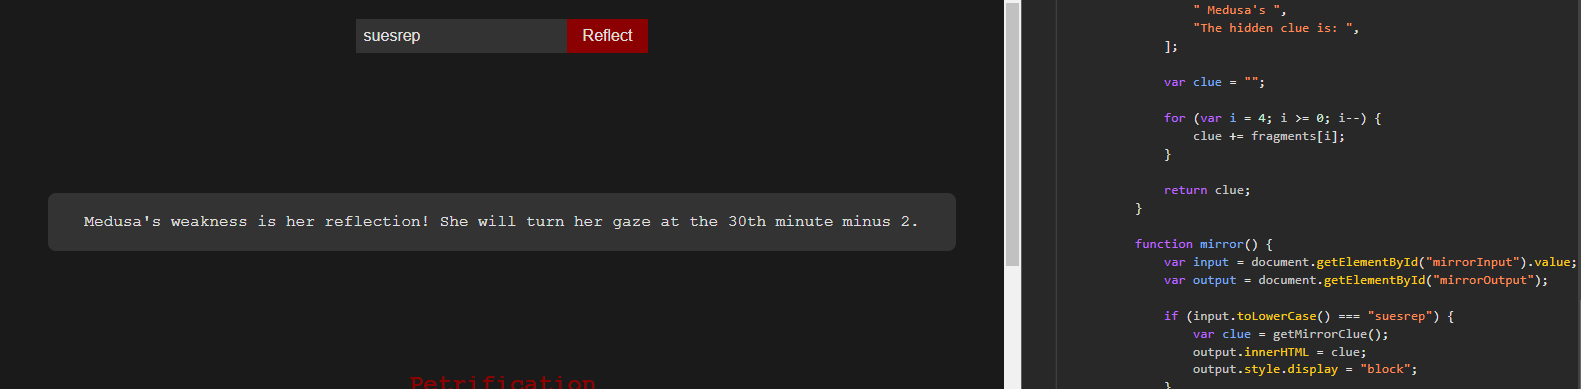 suesrep
Reflect
Medusa's weakness is her reflection! She will turn her gaze at the 30th minute minus 2.
Petrification
" Medusa's ",
"The hidden clue is: ",
];
var clue = "";
for (var i = 4; i >= 0; i--) {
clue += fragments[i];
}
return clue;
}
function mirror() {
var input = document.getElementById("mirrorInput").value;
var output = document.getElementById("mirrorOutput");
if (input.toLowerCase() === "suesrep") {
var clue = getMirrorClue();
output.innerHTML = clue;
output.style.display = "block";
}